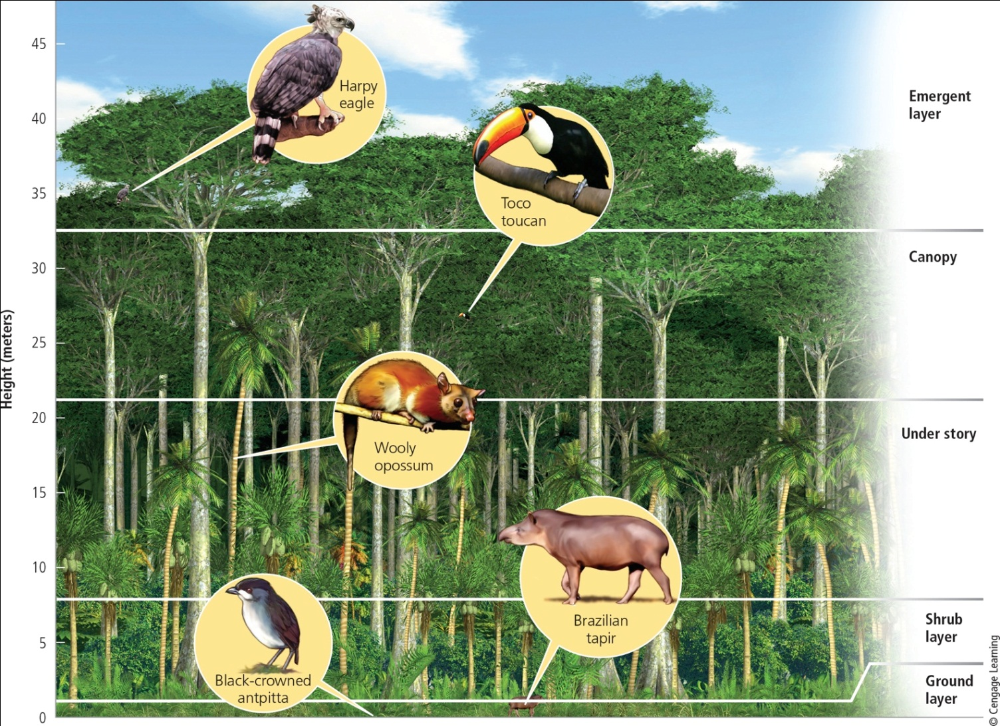 45
40
35
30
25
20
15
10
5
0
Height (meters)
Harpy
eagle
Toco
toucan
Wooly
opossum
Brazilian
tapir
Black-crowned
antpitta
Emergent
layer
Canopy
Under story
Shrub
layer
Ground
layer
© Cengage Learning